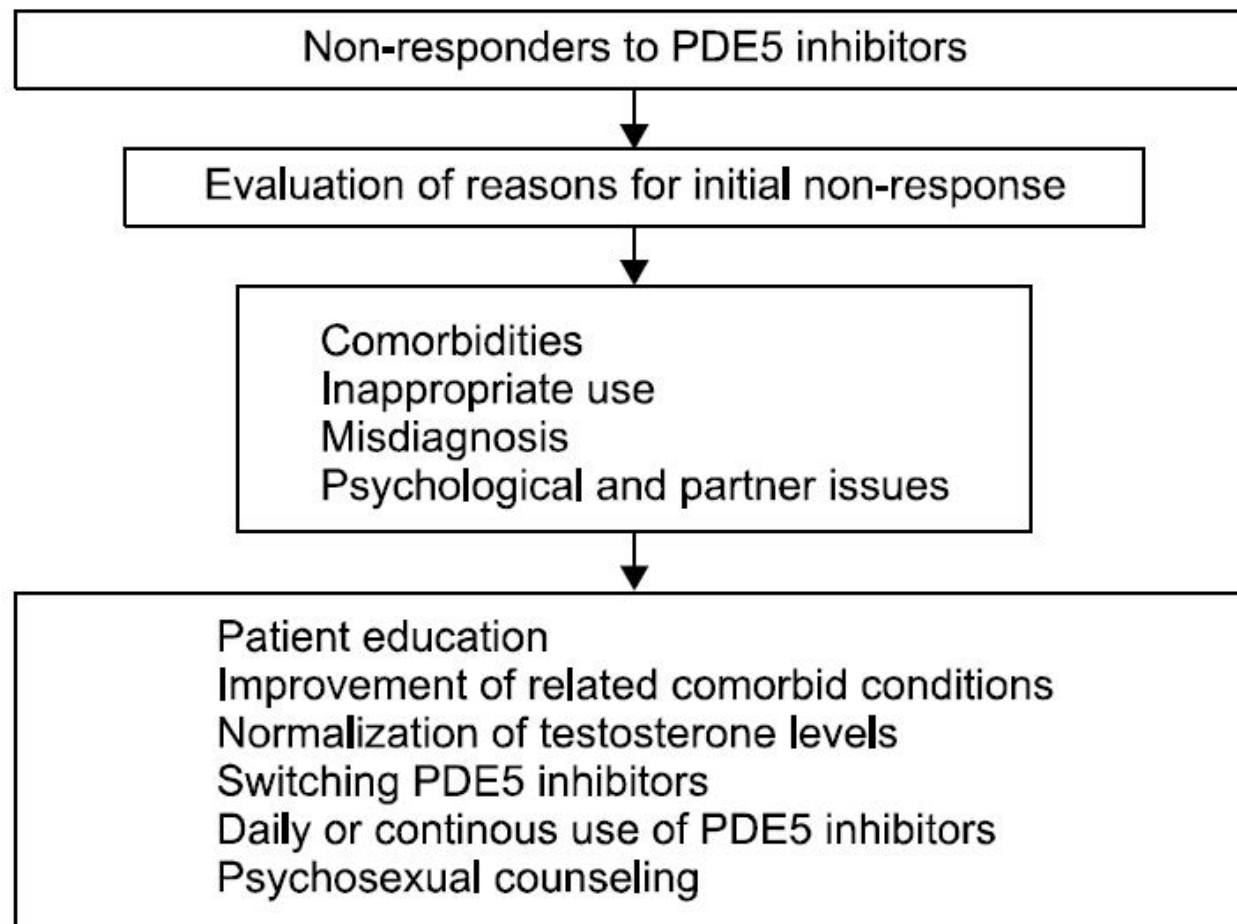 Non-responders to PDE5 inhibitors
Evaluation of reasons for initial non-response
Comorbidities
Inappropriate use
Misdiagnosis
Psychological and partner issues
Patient education
Improvement of related comorbid conditions
Normalization of testosterone levels
Switching PDE5 inhibitors
Daily or continous use of PDE5 inhibitors
Psychosexual counseling